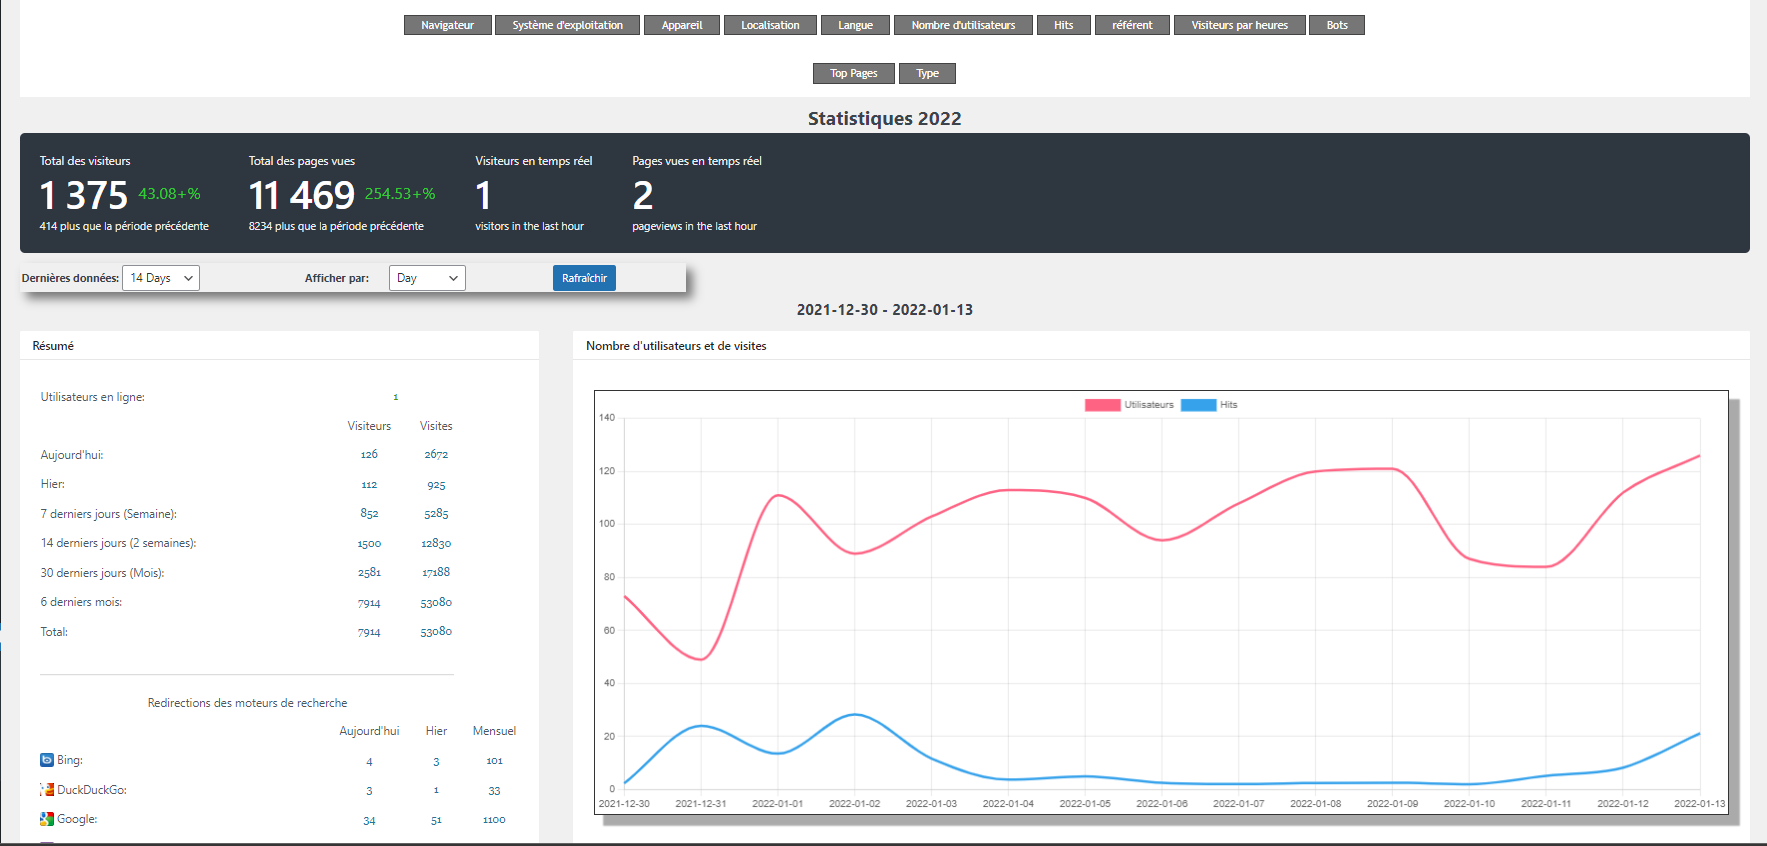 Navigateur Système d'exploitation Appareil Localisation Langue Nombre d'utilisateurs Hits référent Visiteurs par heures Bots
Top Pages Type
Statistiques 2022
Total des visiteurs Total des pages vues Visiteurs en temps réel Pages vues en temps réel
1 375 43.08+% 11 469 254.53+% 1 2
414 plus que la période précédente 8234 plus que la période précédente visitors in the last hour pageviews in the last hour
Dernières données: 14 Days Afficher par: Day Rafraîchir
2021-12-30 - 2022-01-13
Résumé
Utilisateurs en ligne: 1
Visiteurs Visites
Aujourd'hui: 126 2672
Hier: 112 925
7 derniers jours (Semaine): 852 5285
14 derniers jours (2 semaines): 1500 12830
30 derniers jours (Mois): 2581 17188
6 derniers mois: 7914 53080
Total: 7914 53080
Redirections des moteurs de recherche
Aujourd'hui Hier Mensuel
Bing: 4 3 101
DuckDuckGo: 3 1 33
Google: 34 51 1100
Nombre d'utilisateurs et de visites
Utilisateurs Hits
140
120
100
80
60
40
20
0
2021-12-30 2021-12-31 2022-01-01 2022-01-02 2022-01-03 2022-01-04 2022-01-05 2022-01-06 2022-01-07 2022-01-08 2022-01-09 2022-01-10 2022-01-11 2022-01-12 2022-01-13